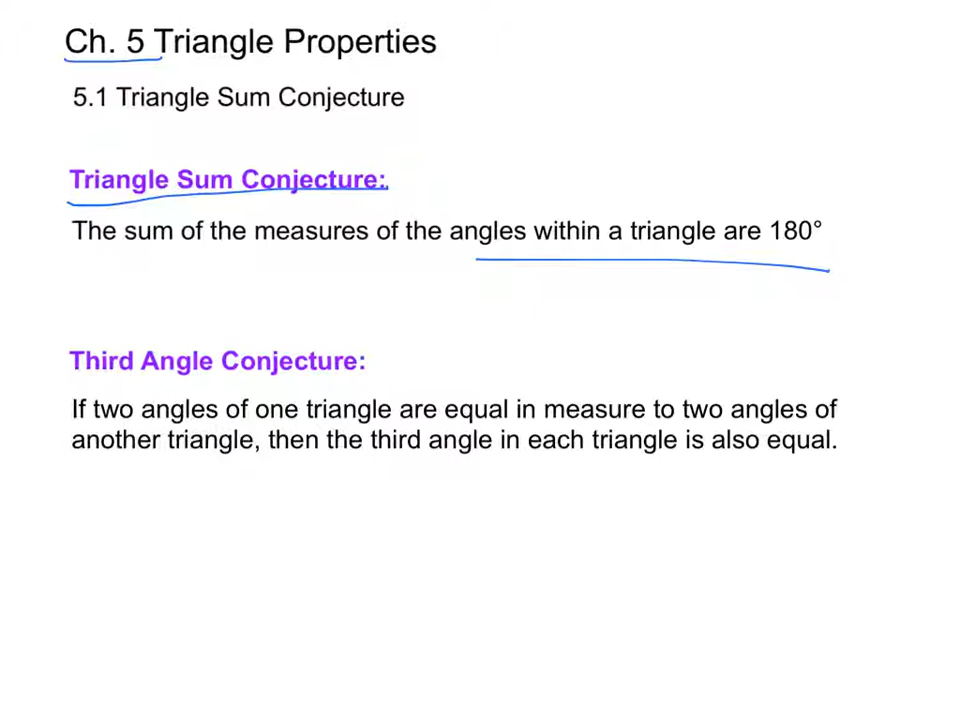 Ch. 5 Triangle Properties
5.1 Triangle Sum Conjecture
Triangle Sum Conjecture:
The sum of the measures of the angles within a triangle are 180°
Third Angle Conjecture:
If two angles of one triangle are equal in measure to two angles of
another triangle, then the third angle in each triangle is also equal.